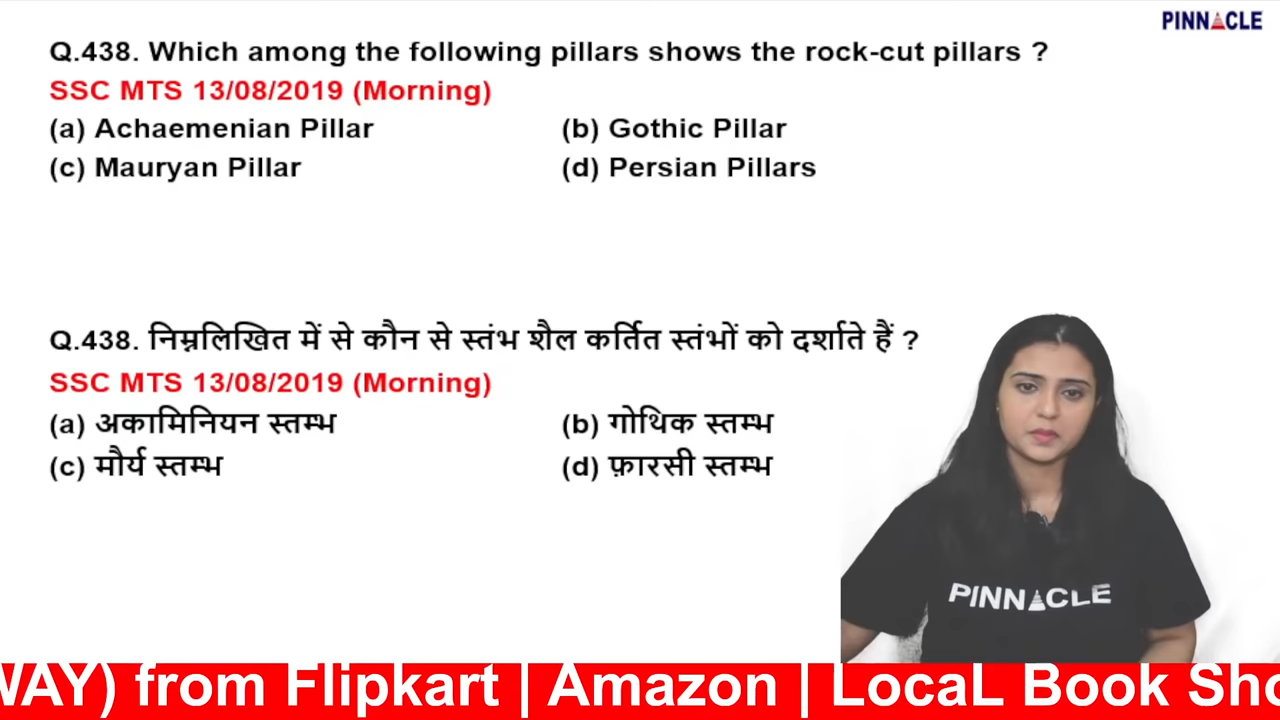 PINNACLE
Q.438. Which among the following pillars shows the rock-cut pillars ?
SSC MTS 13/08/2019 (Morning)
(a) Achaemenian Pillar (b) Gothic Pillar
(c) Mauryan Pillar (d) Persian Pillars
Q.438. निम्नलिखित में से कौन से स्तंभ शैल कर्तित स्तंभों को दर्शाते हैं ?
SSC MTS 13/08/2019 (Morning)
(a) अकामिनियन स्तम्भ (b) गोथिक स्तम्भ
(c) मौर्य स्तम्भ (d) फ़ारसी स्तम्भ
PINNACLE
WAY) from Flipkart | Amazon | LocaL Book Sho